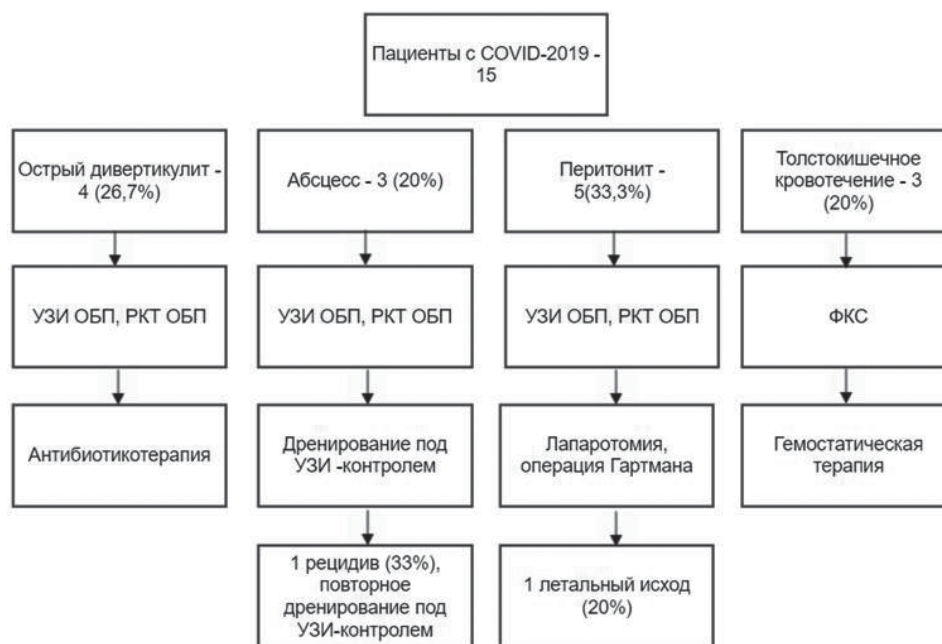 Пациенты с COVID-2019 -
15
Острый дивертикулит -
4 (26,7%)
Абсцесс - 3 (20%)
Перитонит -
5(33,3%)
Толстокишечное
кровотечение - 3
(20%)
УЗИ ОБП, РКТ ОБП
УЗИ ОБП, РКТ ОБП
УЗИ ОБП, РКТ ОБП
ФКС
Антибиотикотерапия
Дренирование под
УЗИ -контролем
Лапаротомия,
операция Гартмана
Гемостатическая
терапия
1 рецидив (33%),
повторное
дренирование под
УЗИ-контролем
1 летальный исход
(20%)